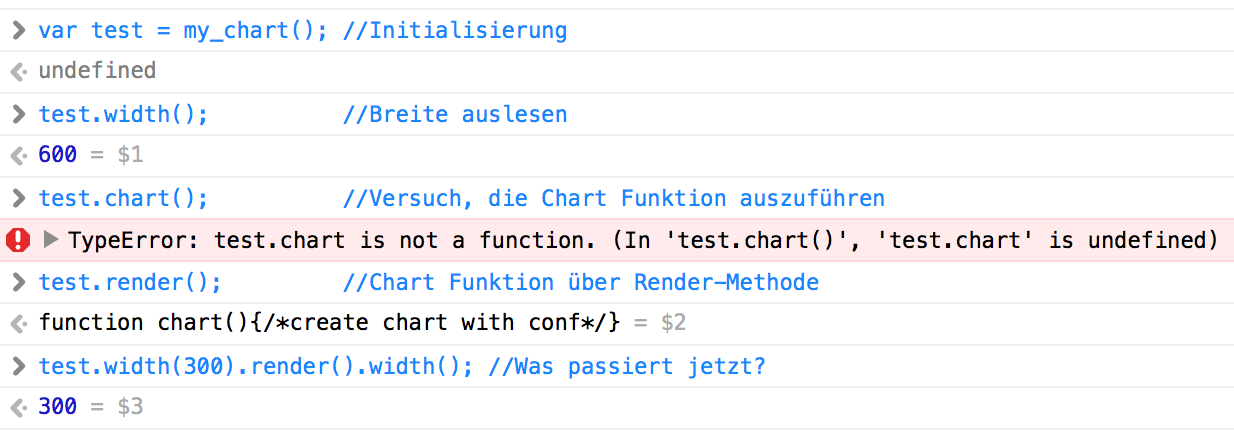 > var test = my_chart(); //Initialisierung
undefined
> test.width(); //Breite auslesen
600 = $1
> test.chart(); //Versuch, die Chart Funktion auszuführen
TypeError: test.chart is not a function. (In 'test.chart()', 'test.chart' is undefined)
> test.render(); //Chart Funktion über Render-Methode
function chart(){/*create chart with conf*/} = $2
> test.width(300).render().width(); //Was passiert jetzt?
300 = $3